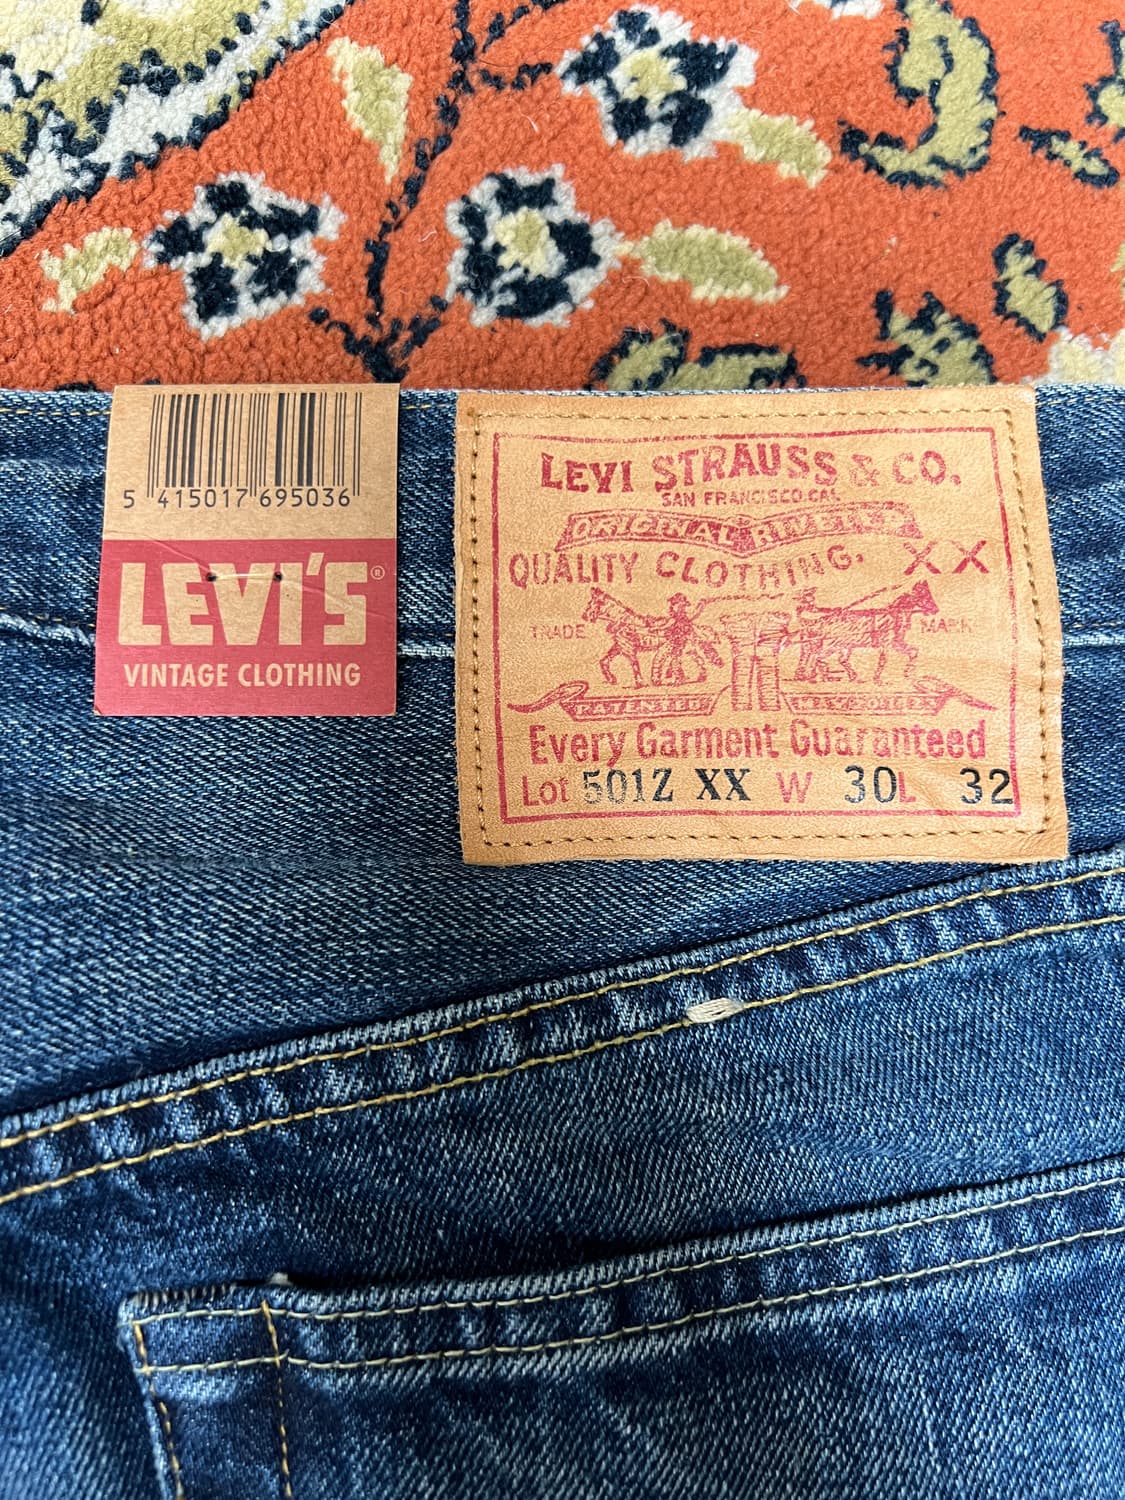 5 415017 695036
LEVI'S®
VINTAGE CLOTHING
LEVI STRAUSS & CO.
SAN FRANCISCO.CAL.
ORIGINAL RIVETED
QUALITY CLOTHING. XX
TRADE MARK
PATENTED MAY 20 1873
Every Garment Guaranteed
Lot 501Z XX W 30 L 32